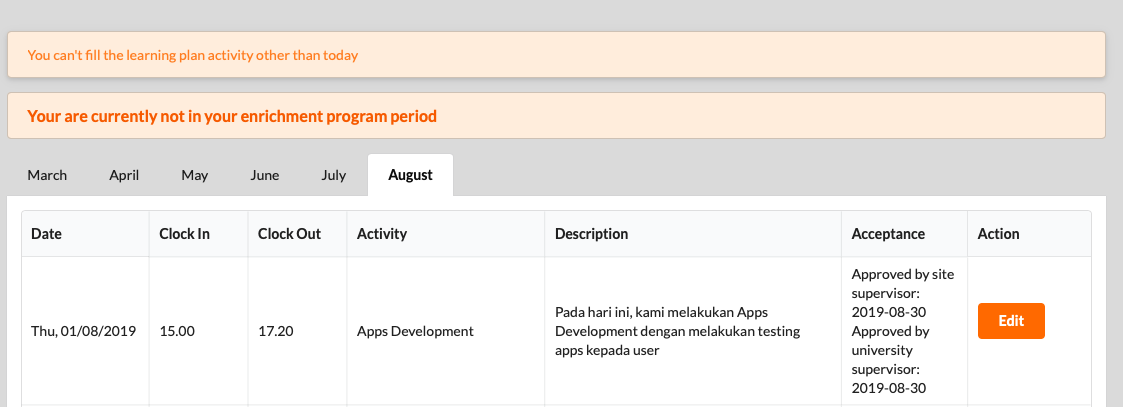 You can't fill the learning plan activity other than today
Your are currently not in your enrichment program period
March April May June July August
Date Clock In Clock Out Activity Description Acceptance Action
Thu, 01/08/2019 15.00 17.20 Apps Development
Pada hari ini, kami melakukan Apps
Development dengan melakukan testing
apps kepada user
Approved by site
supervisor:
2019-08-30
Approved by
university
supervisor:
2019-08-30
Edit